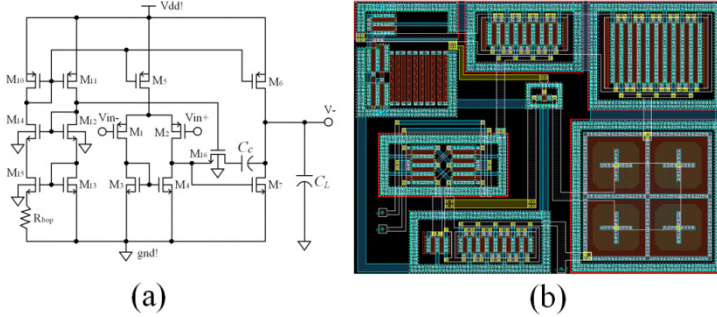 Vdd!
M10
M11
M5
M6
M14
M12
Vin-
Vin+
M1
M2
V-
M16
CC
CL
M15
M13
M3
M4
M7
Rbop
gnd!
(a)
(b)